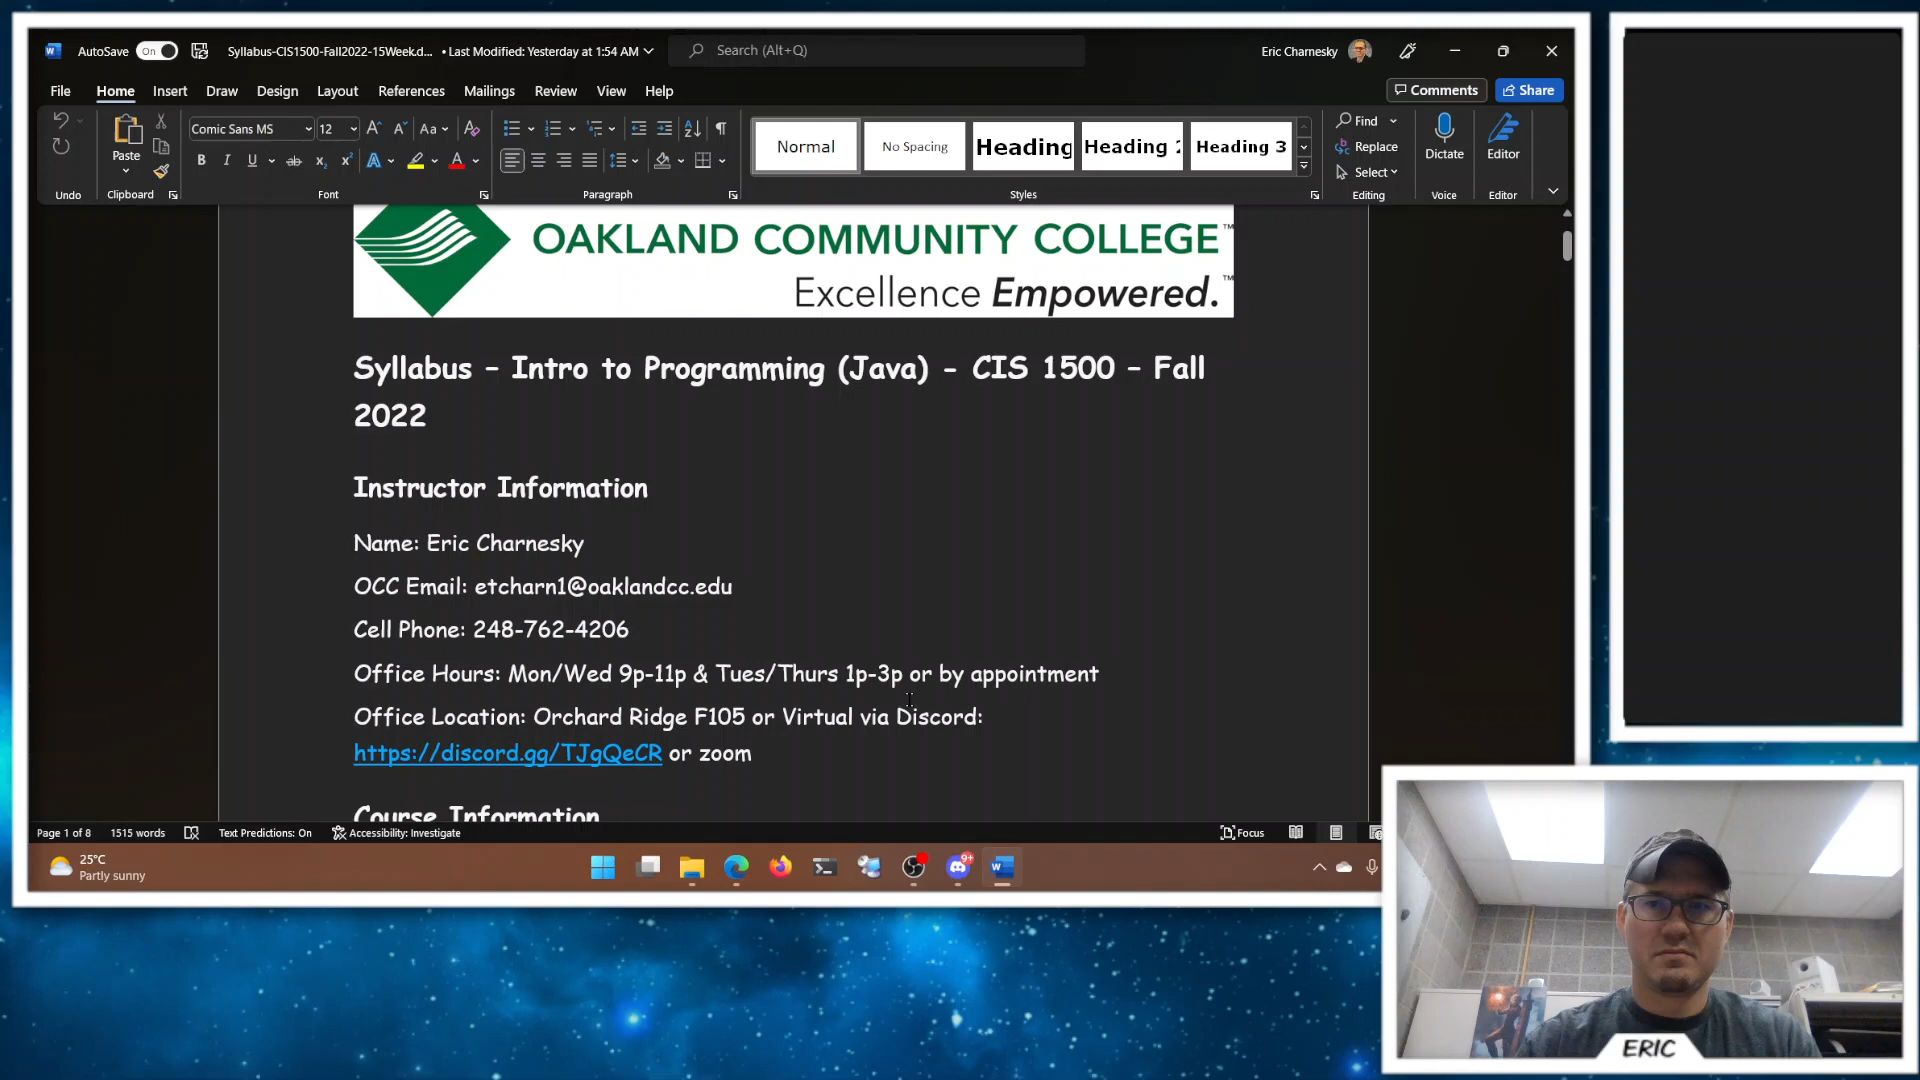 AutoSave On Syllabus-CIS1500-Fall2022-15Week.d... • Last Modified: Yesterday at 1:54 AM Search (Alt+Q) Eric Charnesky
File Home Insert Draw Design Layout References Mailings Review View Help Comments Share
Paste Comic Sans MS 12 Aa Normal No Spacing Heading Heading 2 Heading 3 Find Replace Select Dictate Editor
Undo Clipboard Font Paragraph Styles Editing Voice Editor
OAKLAND COMMUNITY COLLEGE™
Excellence Empowered.™
Syllabus – Intro to Programming (Java) - CIS 1500 – Fall
2022
Instructor Information
Name: Eric Charnesky
OCC Email: etcharn1@oaklandcc.edu
Cell Phone: 248-762-4206
Office Hours: Mon/Wed 9p-11p & Tues/Thurs 1p-3p or by appointment
Office Location: Orchard Ridge F105 or Virtual via Discord:
https://discord.gg/TJgQeCR or zoom
Course Information
Page 1 of 8 1515 words Text Predictions: On Accessibility: Investigate Focus
25°C
Partly sunny
9+
ERIC